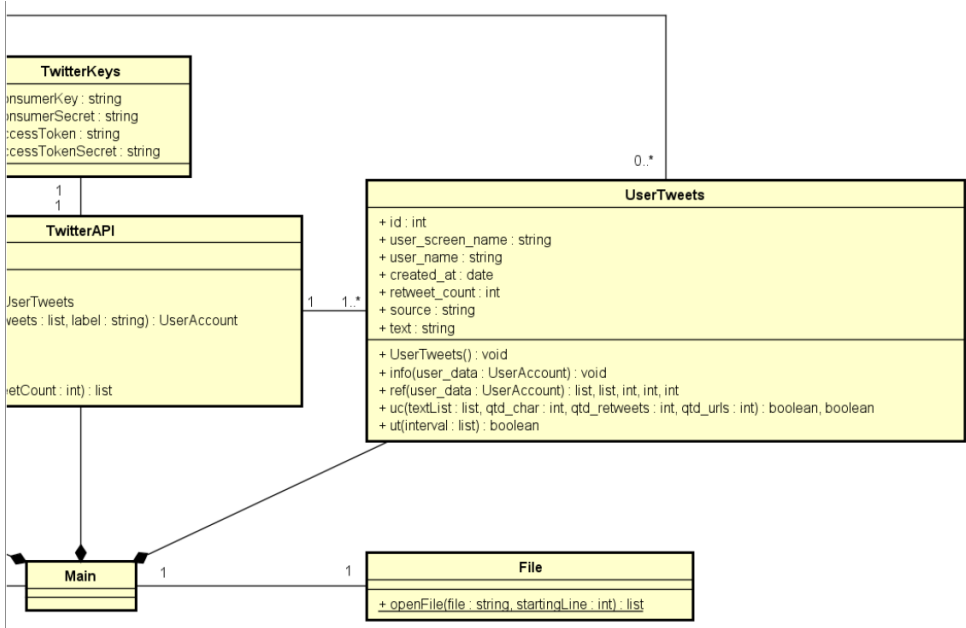 TwitterKeys
onsumerKey : string
onsumerSecret : string
ccessToken : string
ccessTokenSecret : string
1
1
TwitterAPI
UserTweets
weets : list, label : string) : UserAccount
etCount : int) : list
1
1..*
0..*
UserTweets
+ id : int
+ user_screen_name : string
+ user_name : string
+ created_at : date
+ retweet_count : int
+ source : string
+ text : string
+ UserTweets() : void
+ info(user_data : UserAccount) : void
+ ref(user_data : UserAccount) : list, list, int, int, int
+ uc(textList : list, qtd_char : int, qtd_retweets : int, qtd_urls : int) : boolean, boolean
+ ut(interval : list) : boolean
Main
1
1
File
+ openFile(file : string, startingLine : int) : list